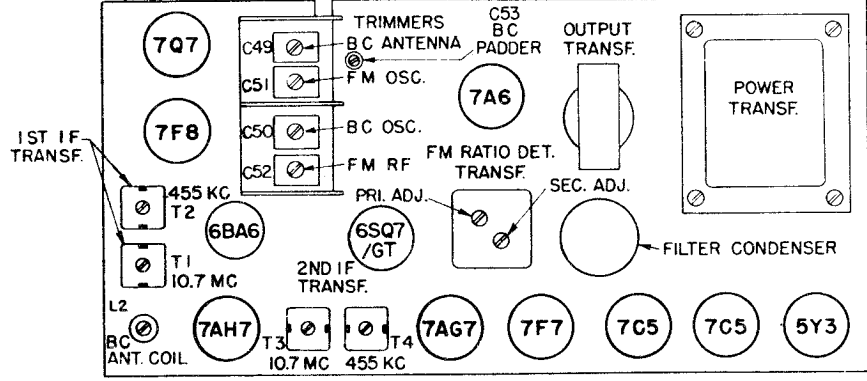 7Q7
C49
TRIMMERS
BC ANTENNA
C53
BC
PADDER
OUTPUT
TRANSF.
C51
FM OSC.
7A6
POWER
TRANSF.
7F8
C50
BC OSC.
1ST IF
TRANSF.
C52
FM RF
FM RATIO DET.
TRANSF.
455 KC
T2
PRI. ADJ.
SEC. ADJ.
6BA6
6SQ7
/GT
FILTER CONDENSER
T1
10.7 MC
2ND IF
TRANSF.
L2
BC
ANT. COIL
7AH7
T3
10.7 MC
T4
455 KC
7AG7
7F7
7C5
7C5
5Y3